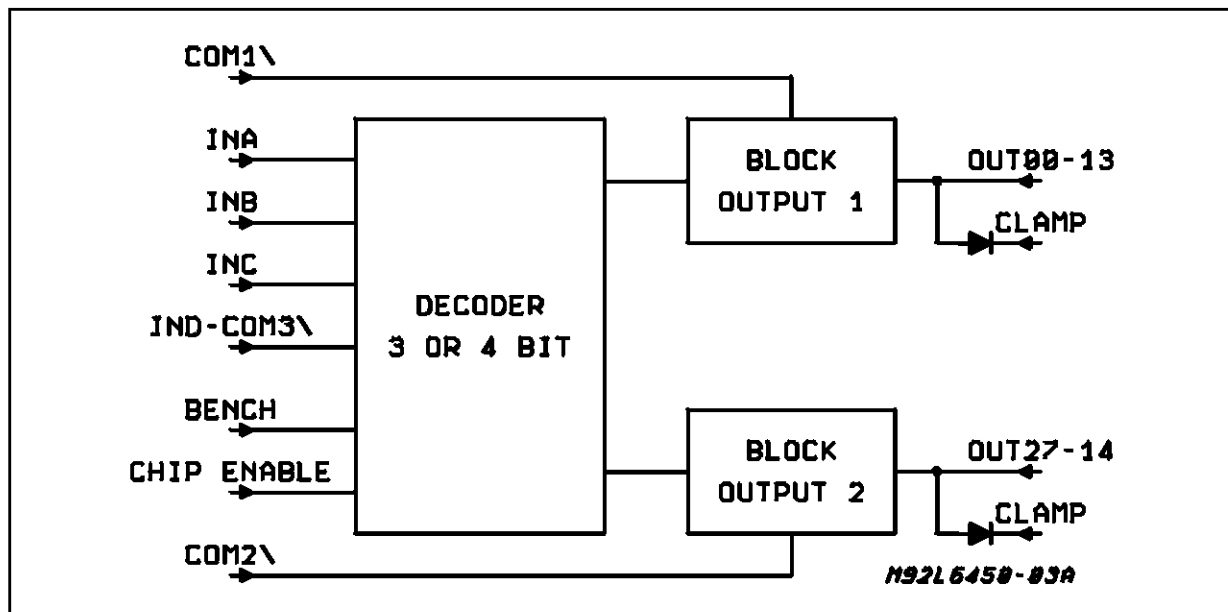 COM1\
INA
INB
INC
IND-COM3\
BENCH
CHIP ENABLE
COM2\
DECODER
3 OR 4 BIT
BLOCK
OUTPUT 1
OUT00-13
CLAMP
BLOCK
OUTPUT 2
OUT27-14
CLAMP
M92L6450-03A